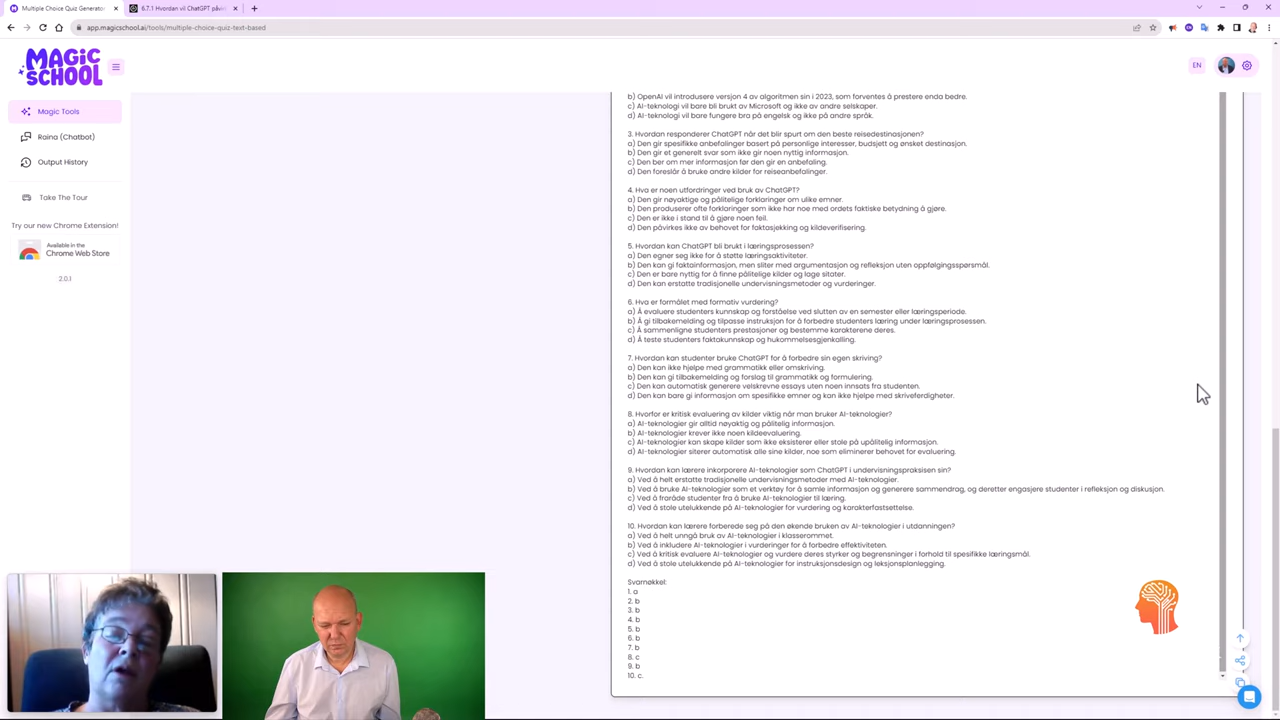 Multiple Choice Quiz Generator
6.7.1 Hvordan vil ChatGPT påvi
app.magicschool.ai/tools/multiple-choice-quiz-text-based
MAGIC SCHOOL
EN
Magic Tools
Raina (Chatbot)
Output History
Take The Tour
Try our new Chrome Extension!
Available in the
Chrome Web Store
2.0.1
b) OpenAI vil introdusere versjon 4 av algoritmen sin i 2023, som forventes å prestere enda bedre.
c) AI-teknologi vil bare bli brukt av Microsoft og ikke av andre selskaper.
d) AI-teknologi vil bare fungere bra på engelsk og ikke på andre språk.
3. Hvordan responderer ChatGPT når det blir spurt om den beste reisedestinasjonen?
a) Den gir spesifikke anbefalinger basert på personlige interesser, budsjett og ønsket destinasjon.
b) Den gir et generelt svar som ikke gir noen nyttig informasjon.
c) Den ber om mer informasjon før den gir en anbefaling.
d) Den foreslår å bruke andre kilder for reiseanbefalinger.
4. Hva er noen utfordringer ved bruk av ChatGPT?
a) Den gir nøyaktige og pålitelige forklaringer om ulike emner.
b) Den produserer ofte forklaringer som ikke har noe med ordets faktiske betydning å gjøre.
c) Den er ikke i stand til å gjøre noen feil.
d) Den påvirkes ikke av behovet for faktasjekking og kildeverifisering.
5. Hvordan kan ChatGPT bli brukt i læringsprosessen?
a) Den egner seg ikke for å støtte læringsaktiviteter.
b) Den kan gi faktainformasjon, men sliter med argumentasjon og refleksjon uten oppfølgingsspørsmål.
c) Den er bare nyttig for å finne pålitelige kilder og lage sitater.
d) Den kan erstatte tradisjonelle undervisningsmetoder og vurderinger.
6. Hva er formålet med formativ vurdering?
a) Å evaluere studenters kunnskap og forståelse ved slutten av en semester eller læringsperiode.
b) Å gi tilbakemelding og tilpasse instruksjon for å forbedre studenters læring under læringsprosessen.
c) Å sammenligne studenters prestasjoner og bestemme karakterene deres.
d) Å teste studenters faktakunnskap og hukommelsesgjenkalling.
7. Hvordan kan studenter bruke ChatGPT for å forbedre sin egen skriving?
a) Den kan ikke hjelpe med grammatikk eller omskriving.
b) Den kan gi tilbakemelding og forslag til grammatikk og formulering.
c) Den kan automatisk generere velskrevne essays uten noen innsats fra studenten.
d) Den kan bare gi informasjon om spesifikke emner og kan ikke hjelpe med skriveferdigheter.
8. Hvorfor er kritisk evaluering av kilder viktig når man bruker AI-teknologier?
a) AI-teknologier gir alltid nøyaktig og pålitelig informasjon.
b) AI-teknologier krever ikke noen kildeevaluering.
c) AI-teknologier kan skape kilder som ikke eksisterer eller stole på upålitelig informasjon.
d) AI-teknologier siterer automatisk alle sine kilder, noe som eliminerer behovet for evaluering.
9. Hvordan kan lærere inkorporere AI-teknologier som ChatGPT i undervisningspraksisen sin?
a) Ved å helt erstatte tradisjonelle undervisningsmetoder med AI-teknologier.
b) Ved å bruke AI-teknologier som et verktøy for å samle informasjon og generere sammendrag, og deretter engasjere studenter i refleksjon og diskusjon.
c) Ved å fraråde studenter fra å bruke AI-teknologier til læring.
d) Ved å stole utelukkende på AI-teknologier for vurdering og karakterfastsettelse.
10. Hvordan kan lærere forberede seg på den økende bruken av AI-teknologier i utdanningen?
a) Ved å helt unngå bruk av AI-teknologier i klasserommet.
b) Ved å inkludere AI-teknologier i vurderinger for å forbedre effektiviteten.
c) Ved å kritisk evaluere AI-teknologier og vurdere deres styrker og begrensninger i forhold til spesifikke læringsmål.
d) Ved å stole utelukkende på AI-teknologier for instruksjonsdesign og leksjonsplanlegging.
Svarnøkkel:
1. a
2. b
3. b
4. b
5. b
6. b
7. b
8. c
9. b
10. c.